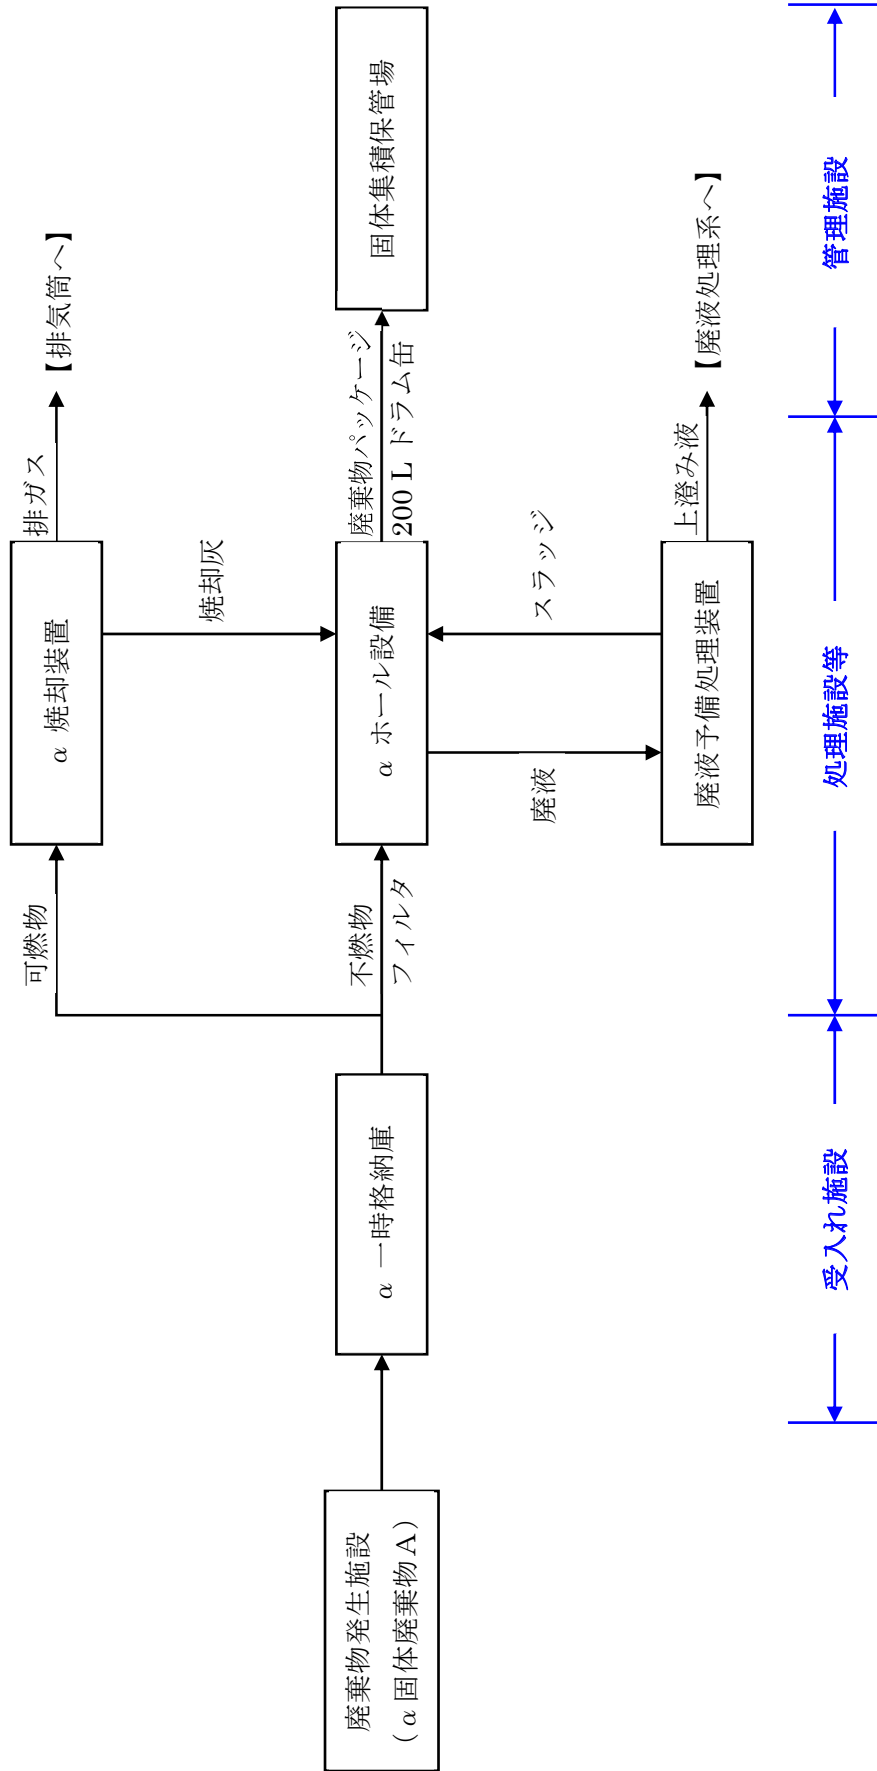 廃棄物発生施設
(α固体廃棄物A)
α 一時格納庫
可燃物
不燃物
フィルタ
α 焼却装置
焼却灰
α ホール設備
廃液
スラッジ
廃液予備処理装置
排ガス
【排気筒へ】
廃棄物パッケージ
200 L ドラム缶
固体集積保管場
上澄み液
【廃液処理系へ】
受入れ施設
処理施設等
管理施設